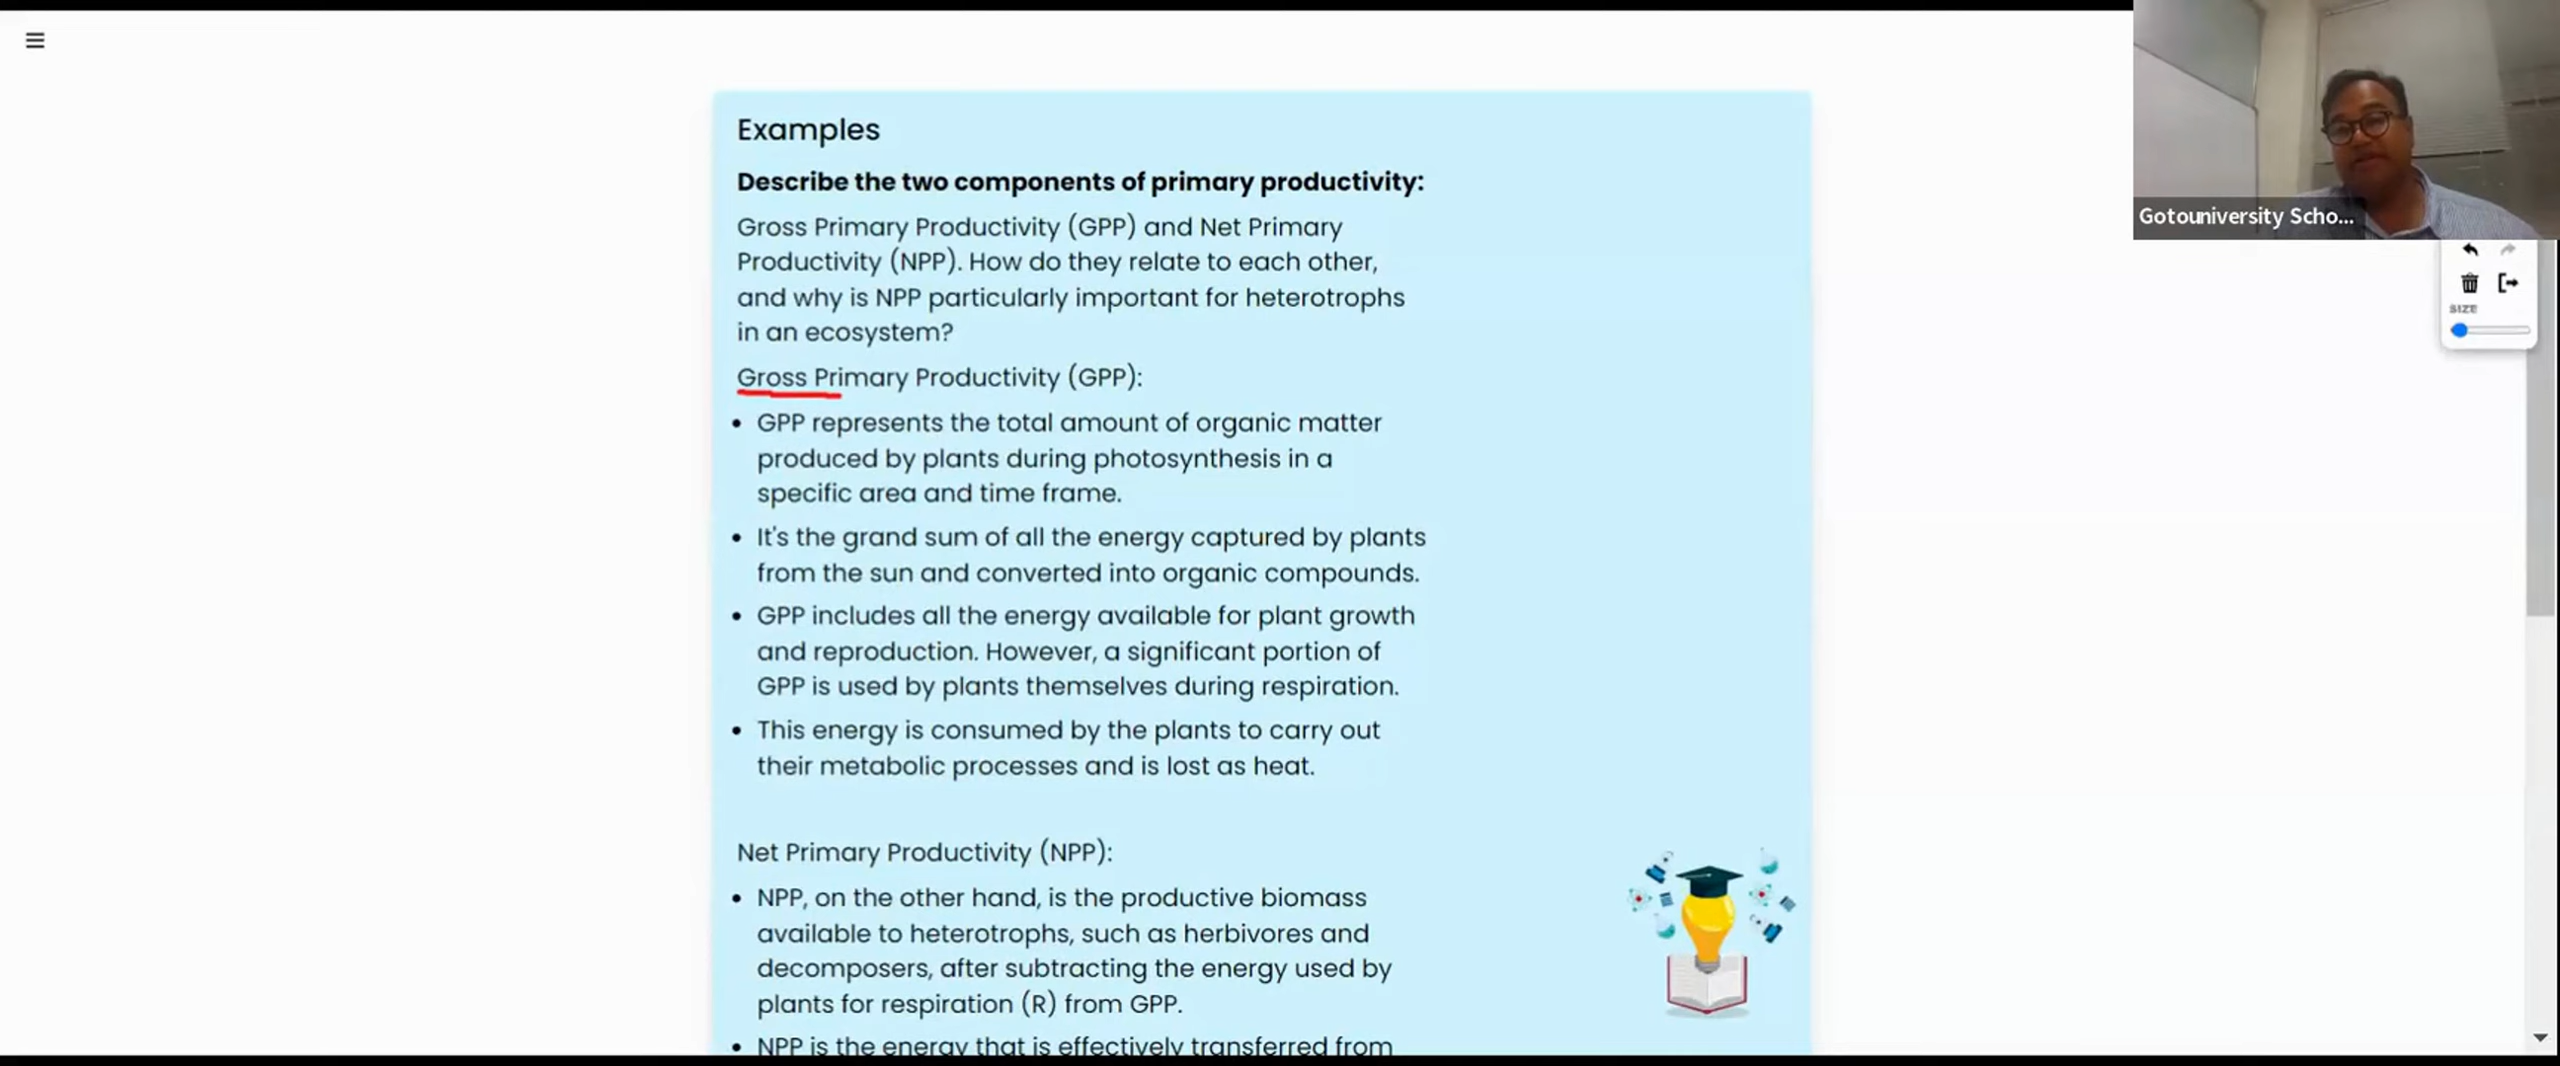 Examples
Describe the two components of primary productivity:
Gross Primary Productivity (GPP) and Net Primary
Productivity (NPP). How do they relate to each other,
and why is NPP particularly important for heterotrophs
in an ecosystem?
Gross Primary Productivity (GPP):
• GPP represents the total amount of organic matter
produced by plants during photosynthesis in a
specific area and time frame.
• It's the grand sum of all the energy captured by plants
from the sun and converted into organic compounds.
• GPP includes all the energy available for plant growth
and reproduction. However, a significant portion of
GPP is used by plants themselves during respiration.
• This energy is consumed by the plants to carry out
their metabolic processes and is lost as heat.
Net Primary Productivity (NPP):
• NPP, on the other hand, is the productive biomass
available to heterotrophs, such as herbivores and
decomposers, after subtracting the energy used by
plants for respiration (R) from GPP.
• NPP is the energy that is effectively transferred from
Gotouniversity Scho...
SIZE